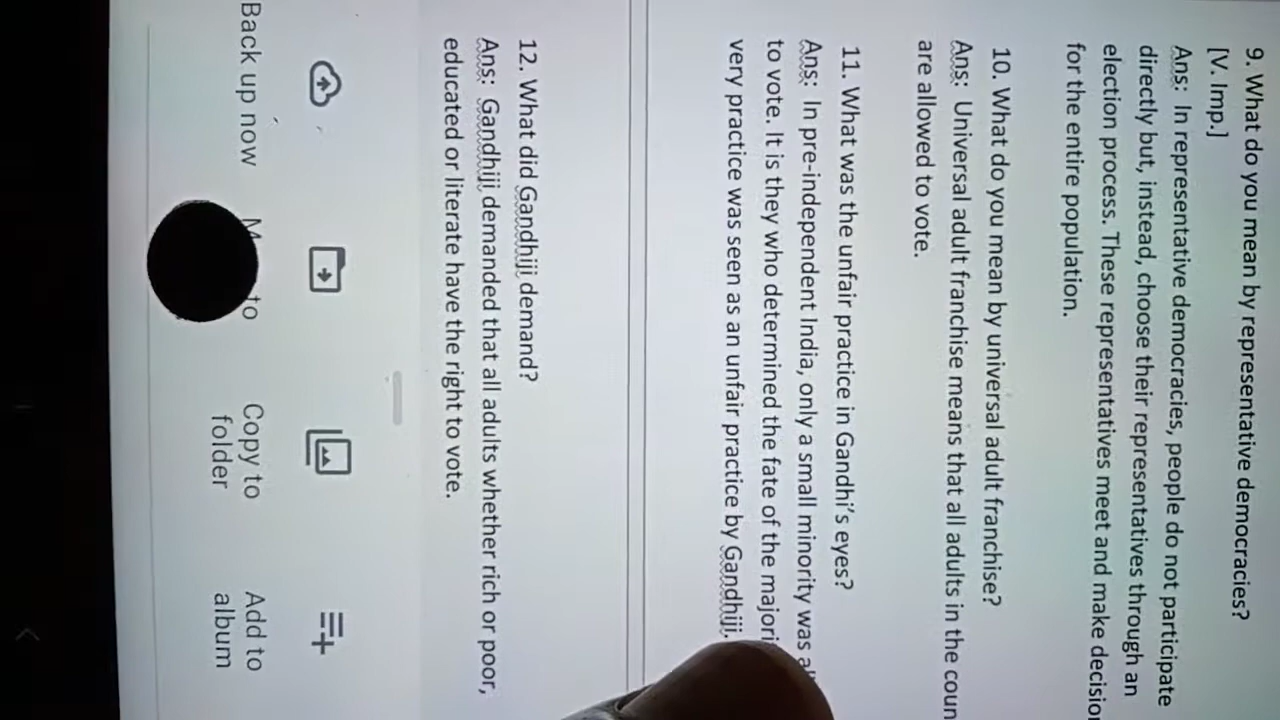 9. What do you mean by representative democracies?
[V. Imp.]
Ans: In representative democracies, people do not participate
directly but, instead, choose their representatives through an
election process. These representatives meet and make
for the entire population.
10. What do you mean by universal adult franchise?
Ans: Universal adult franchise means that all adults in the
are allowed to vote.
11. What was the unfair practice in Gandhi's eyes?
Ans: In pre-independent India, only a small minority was
to vote. It is they who determined the fate of the
very practice was seen as an unfair practice by Gandhiji.
12. What did Gandhiji demand?
Ans: Gandhiji demanded that all adults whether rich or poor,
educated or literate have the right to vote.
Back up now
to
Copy to
folder
Add to
album